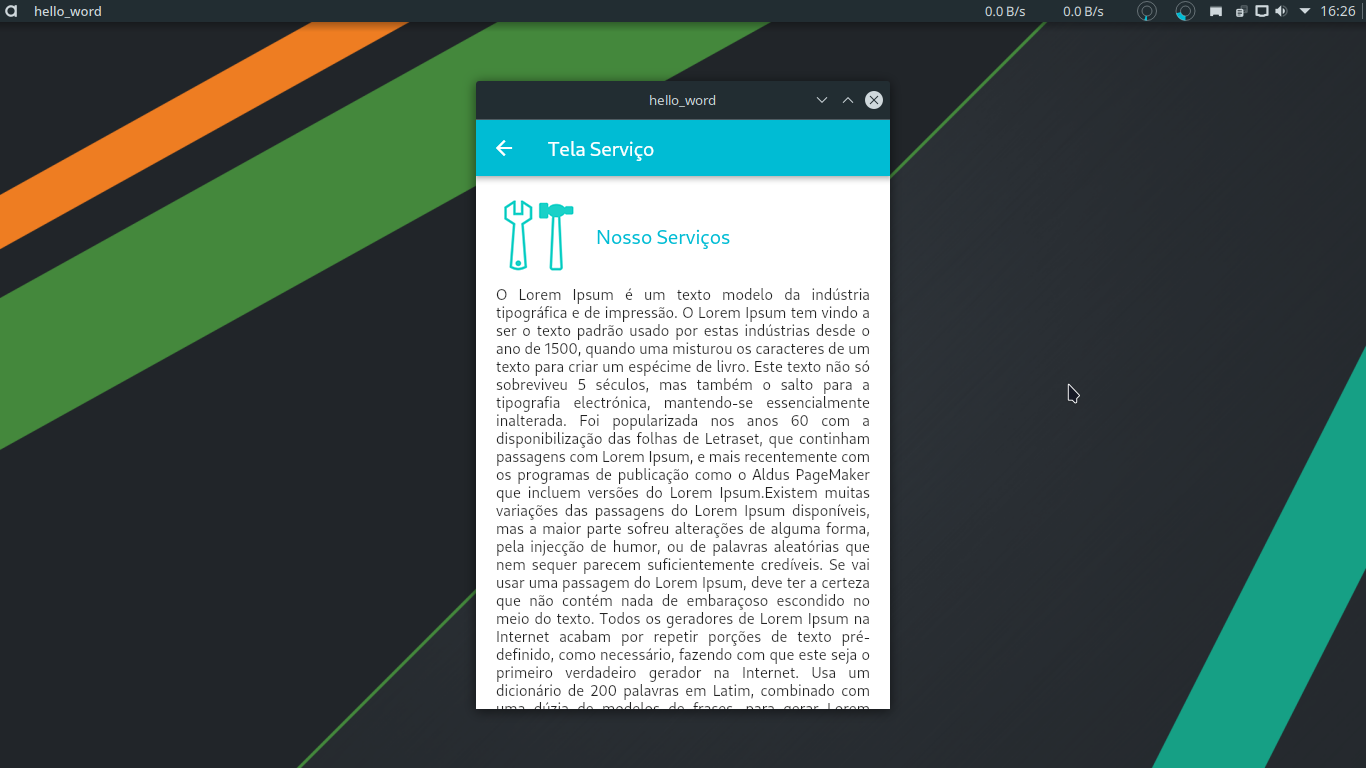 hello_word
0.0 B/s
0.0 B/s
16:26
hello_word
Tela Serviço
Nosso Serviços
O Lorem Ipsum é um texto modelo da indústria
tipográfica e de impressão. O Lorem Ipsum tem vindo a
ser o texto padrão usado por estas indústrias desde o
ano de 1500, quando uma misturou os caracteres de um
texto para criar um espécime de livro. Este texto não só
sobreviveu 5 séculos, mas também o salto para a
tipografia electrónica, mantendo-se essencialmente
inalterada. Foi popularizada nos anos 60 com a
disponibilização das folhas de Letraset, que continham
passagens com Lorem Ipsum, e mais recentemente com
os programas de publicação como o Aldus PageMaker
que incluem versões do Lorem Ipsum.Existem muitas
variações das passagens do Lorem Ipsum disponíveis,
mas a maior parte sofreu alterações de alguma forma,
pela injecção de humor, ou de palavras aleatórias que
nem sequer parecem suficientemente credíveis. Se vai
usar uma passagem do Lorem Ipsum, deve ter a certeza
que não contém nada de embaraçoso escondido no
meio do texto. Todos os geradores de Lorem Ipsum na
Internet acabam por repetir porções de texto pré-
definido, como necessário, fazendo com que este seja o
primeiro verdadeiro gerador na Internet. Usa um
dicionário de 200 palavras em Latim, combinado com
uma dúzia de modelos de frases, para gerar Lorem